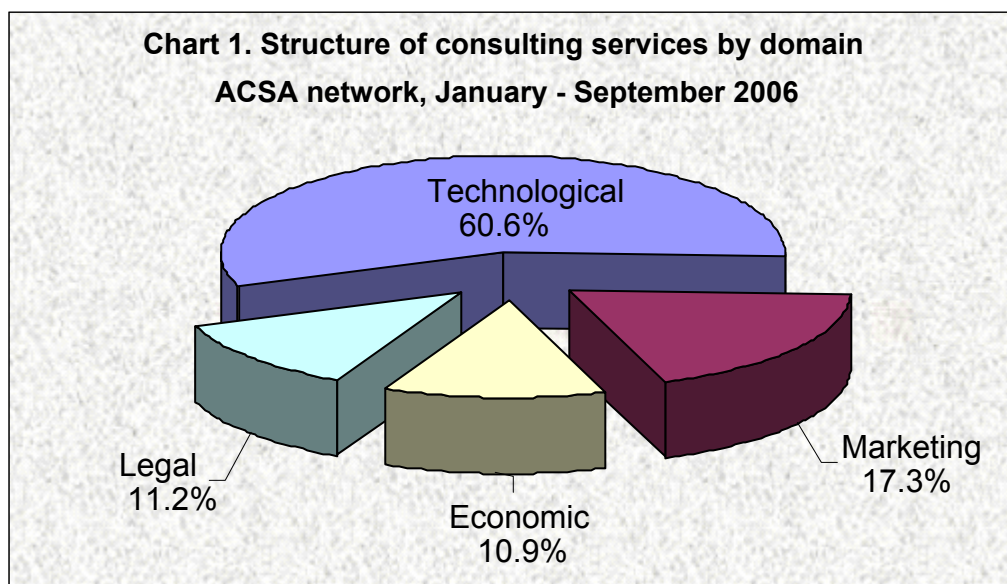 Chart 1. Structure of consulting services by domain
ACSA network, January - September 2006
Technological
60.6%
Marketing
17.3%
Legal
11.2%
Economic
10.9%